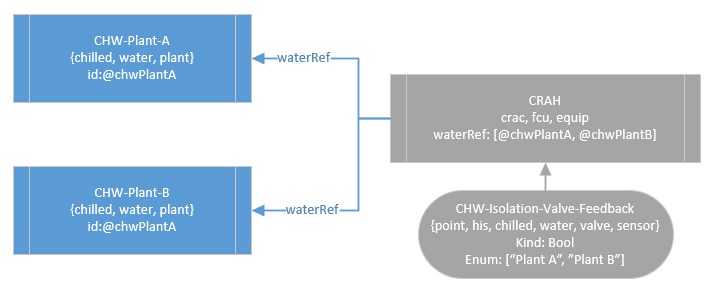 CHW-Plant-A
{chilled, water, plant}
id:@chwPlantA
waterRef
CRAH
crac, fcu, equip
waterRef: [@chwPlantA, @chwPlantB]
CHW-Plant-B
{chilled, water, plant}
id:@chwPlantA
waterRef
CHW-Isolation-Valve-Feedback
{point, his, chilled, water, valve, sensor}
Kind: Bool
Enum: [“Plant A”, ”Plant B”]